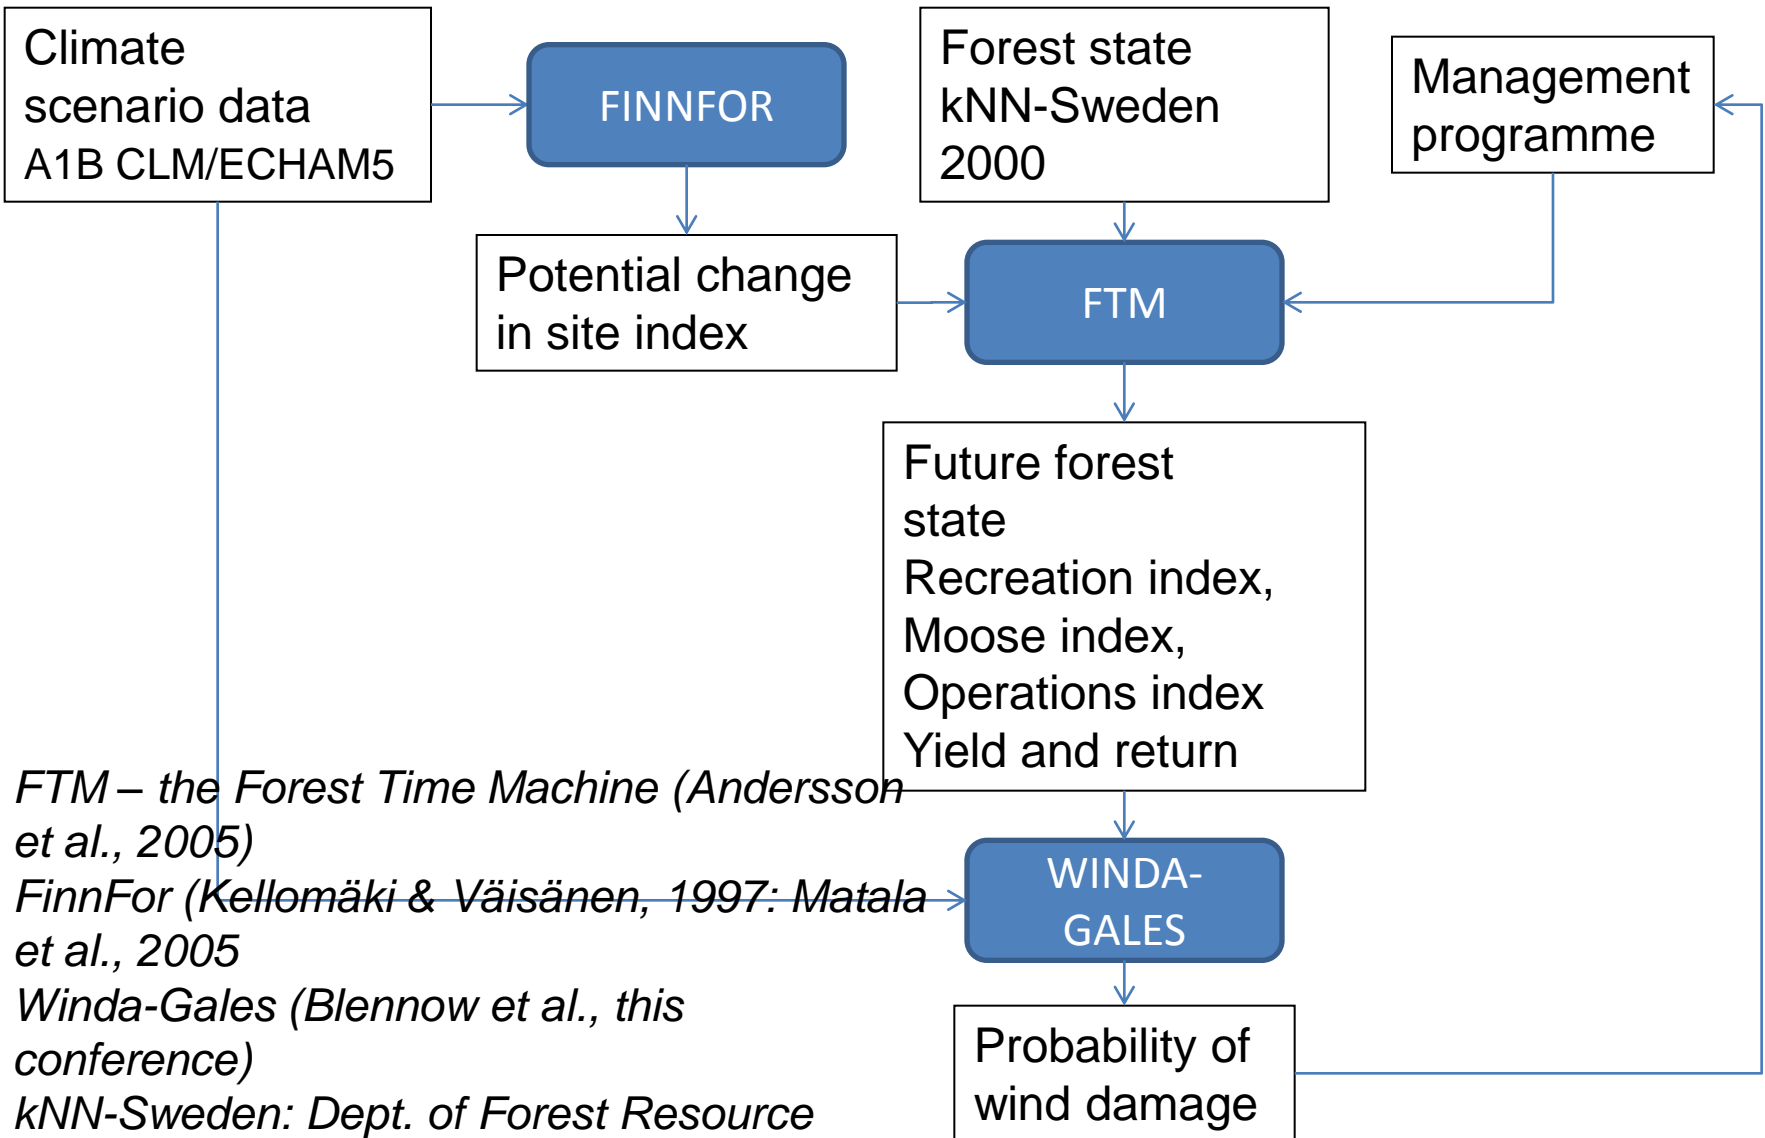 Climate
scenario data
A1B CLM/ECHAM5
FINNFOR
Forest state
kNN-Sweden
2000
Management
programme
Potential change
in site index
FTM
Future forest
state
Recreation index,
Moose index,
Operations index
Yield and return
FTM – the Forest Time Machine (Andersson
et al., 2005)
FinnFor (Kellomäki & Väisänen, 1997: Matala
et al., 2005
Winda-Gales (Blennow et al., this
conference)
kNN-Sweden: Dept. of Forest Resource
WINDA-
GALES
Probability of
wind damage